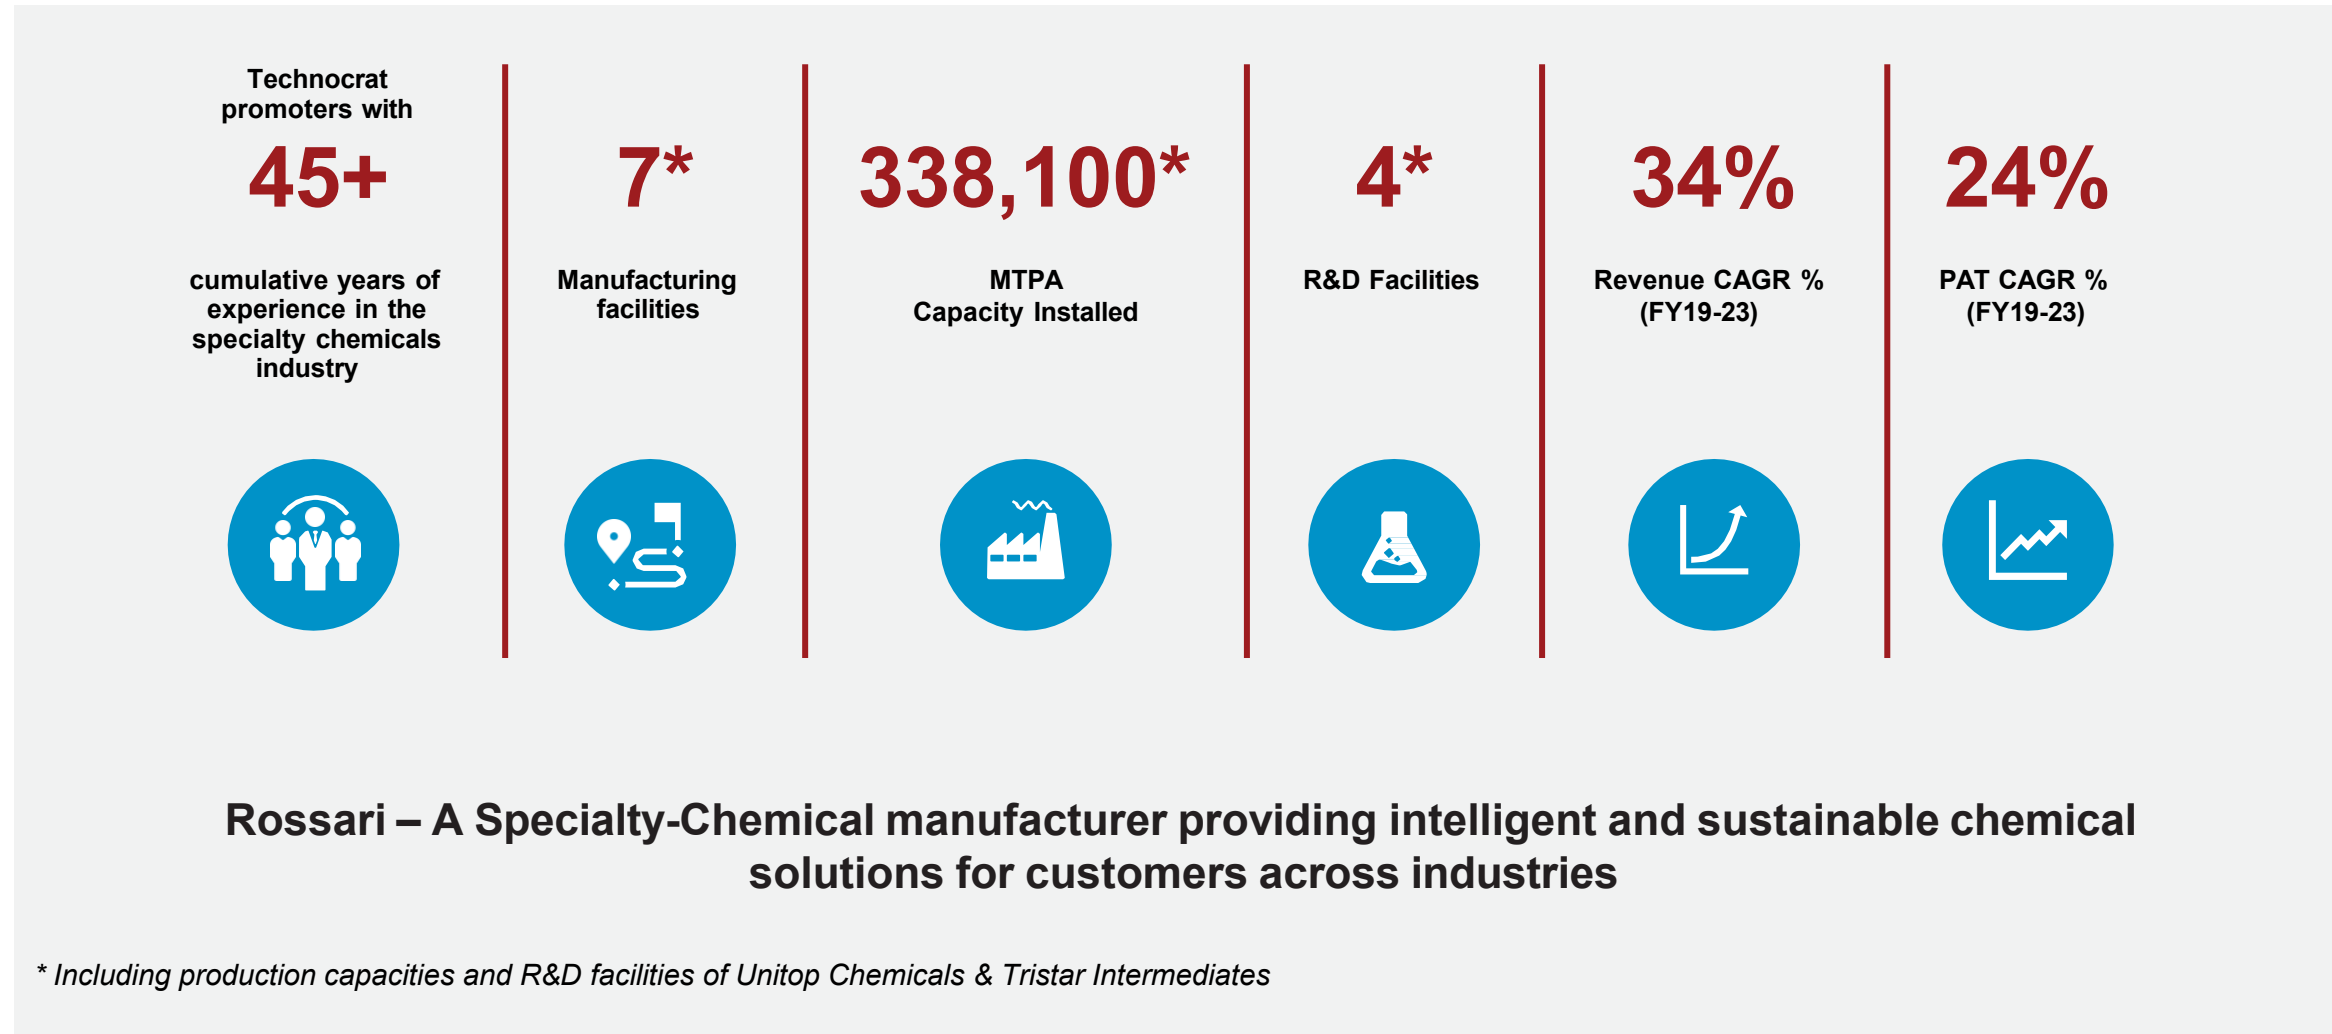 Technocrat
promoters with
45+
cumulative years of
experience in the
specialty chemicals
industry
7*
Manufacturing
facilities
338,100*
MTPA
Capacity Installed
4*
R&D Facilities
34%
Revenue CAGR %
(FY19-23)
24%
PAT CAGR %
(FY19-23)
Rossari – A Specialty-Chemical manufacturer providing intelligent and sustainable chemical
solutions for customers across industries
* Including production capacities and R&D facilities of Unitop Chemicals & Tristar Intermediates